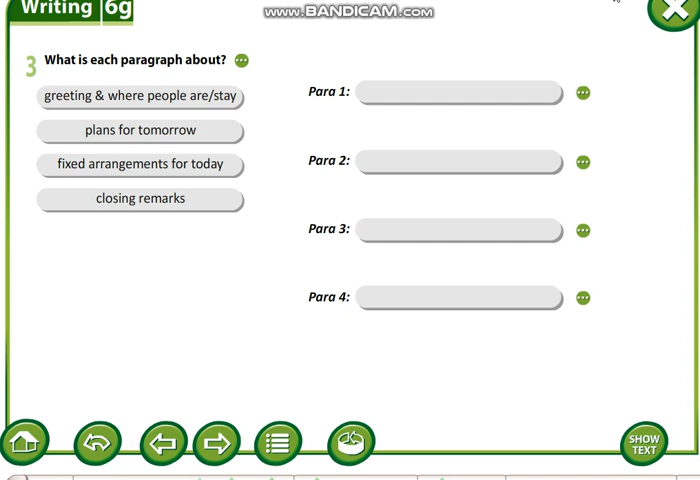 Writing 6g
www.BANDICAM.com
3 What is each paragraph about?
greeting & where people are/stay
plans for tomorrow
fixed arrangements for today
closing remarks
Para 1:
Para 2:
Para 3:
Para 4:
SHOW
TEXT